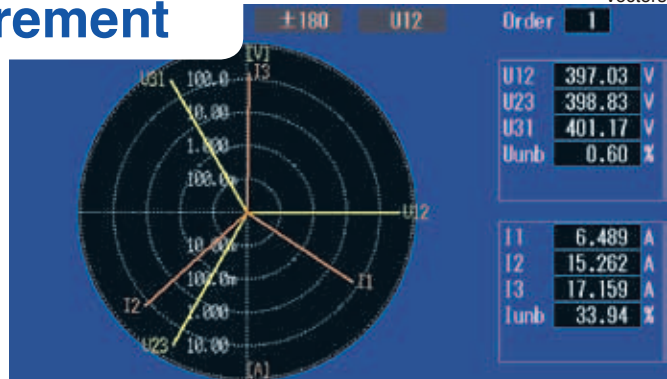 rement
Vectors
±180 U12 Order 1
[V]
U31 100.0 I3
10.00
1.000
100.0m
U12
10.00m
100.0m I1
I2 1.000
U23 10.00
[A]
U12 397.03 V
U23 398.83 V
U31 401.17 V
Uunb 0.60 %
I1 6.489 A
I2 15.262 A
I3 17.159 A
Iunb 33.94 %